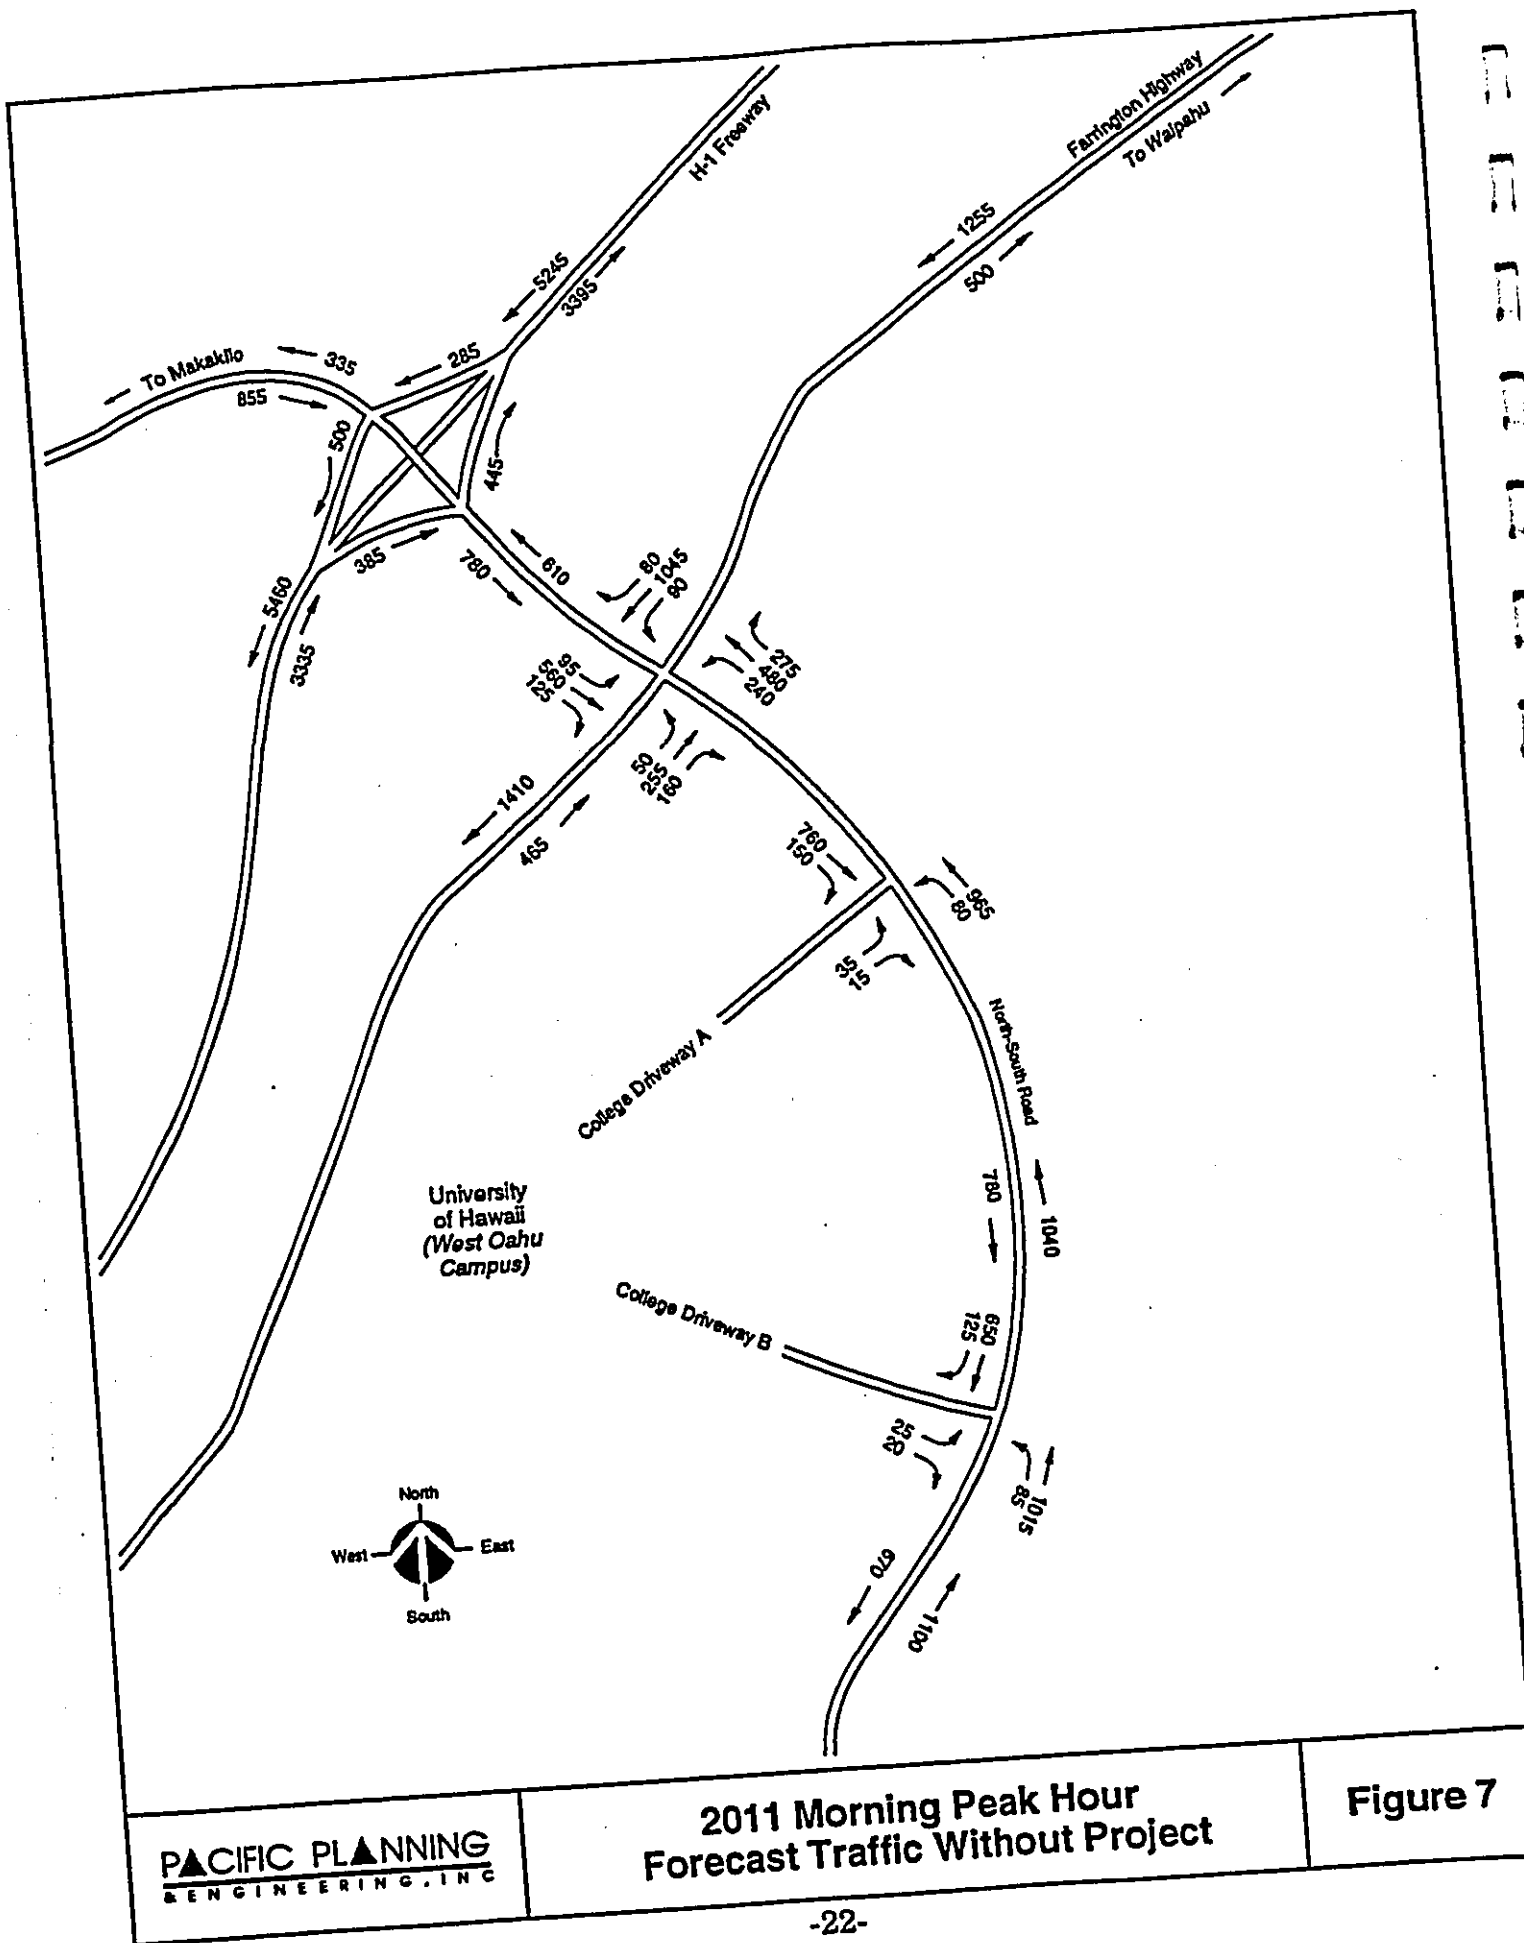 H-1 Freeway
Farrington Highway
To Waipahu
1255
500
5245
3395
To Makakilo
335
855
285
500
445
385
780
610
5460
3335
80
1045
90
275
480
240
95
560
125
50
255
160
1410
465
760
150
965
80
35
15
College Driveway A
North-South Road
780
1040
University
of Hawaii
(West Oahu
Campus)
College Driveway B
650
125
25
20
1015
85
670
1100
North
West
East
South
PACIFIC PLANNING
& ENGINEERING, INC
2011 Morning Peak Hour
Forecast Traffic Without Project
Figure 7
-22-